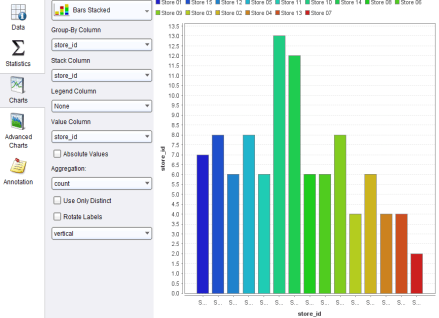 Data
Statistics
Charts
Advanced
Charts
Annotation
Bars Stacked
Group-By Column
store_id
Stack Column
store_id
Legend Column
None
Value Column
store_id
Absolute Values
Aggregation:
count
Use Only Distinct
Rotate Labels
vertical
Store 01 Store 15 Store 12 Store 05 Store 11 Store 10 Store 14 Store 08 Store 06
Store 09 Store 03 Store 02 Store 04 Store 13 Store 07
13.5
13.0
12.5
12.0
11.5
11.0
10.5
10.0
9.5
9.0
8.5
8.0
7.5
7.0
6.5
6.0
5.5
5.0
4.5
4.0
3.5
3.0
2.5
2.0
1.5
1.0
0.5
0.0
store_id
S... S... S... S... S... S... S... S... S... S... S... S... S... S... S...
store_id